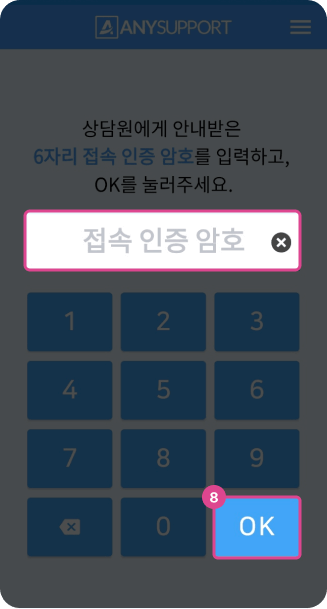 ANYSUPPORT
상담원에게 안내받은
6자리 접속 인증 암호를 입력하고,
OK를 눌러주세요.
접속 인증 암호
1 2 3
4 5 6
7 8 9
0 OK
8